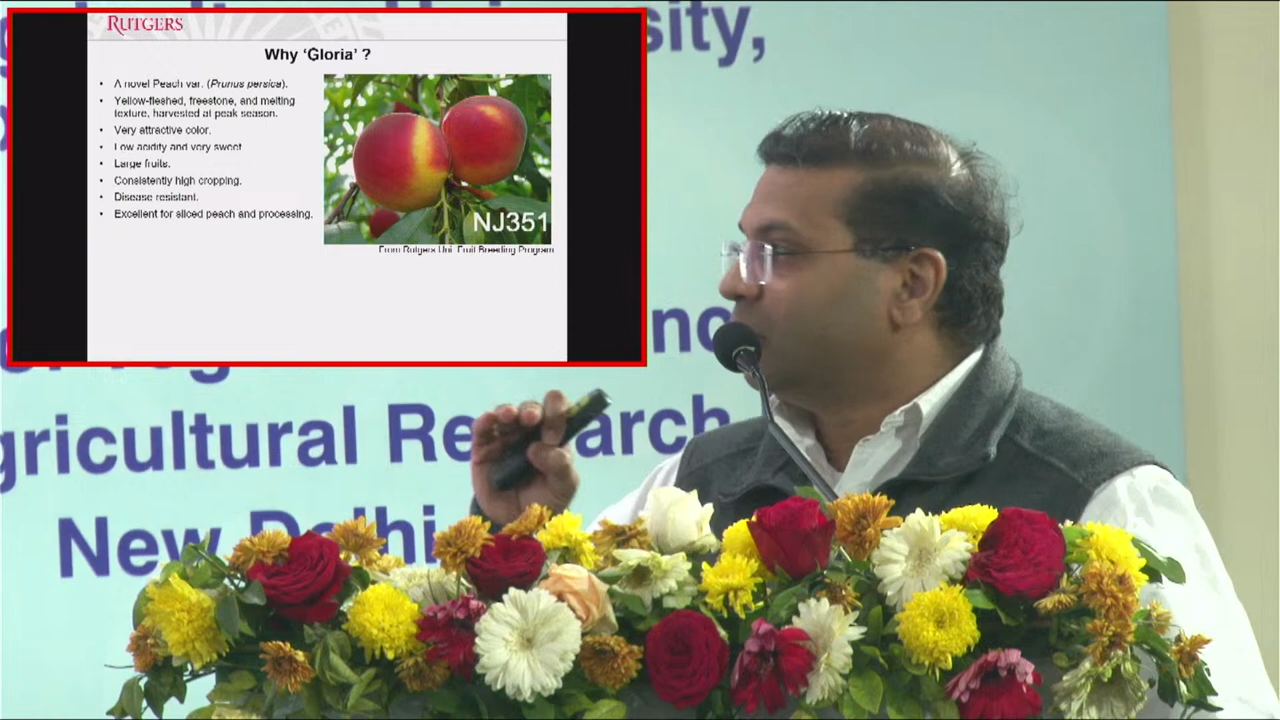 RUTGERS
Why 'Gloria' ?
• A novel Peach var. (Prunus persica).
• Yellow-fleshed, freestone, and melting
texture, harvested at peak season.
• Very attractive color.
• Low acidity and very sweet
• Large fruits.
• Consistently high cropping.
• Disease resistant.
• Excellent for sliced peach and processing.
NJ351
From Rutgers Uni. Fruit Breeding Program
sity,
nc
gricultural Re arch
New Delhi